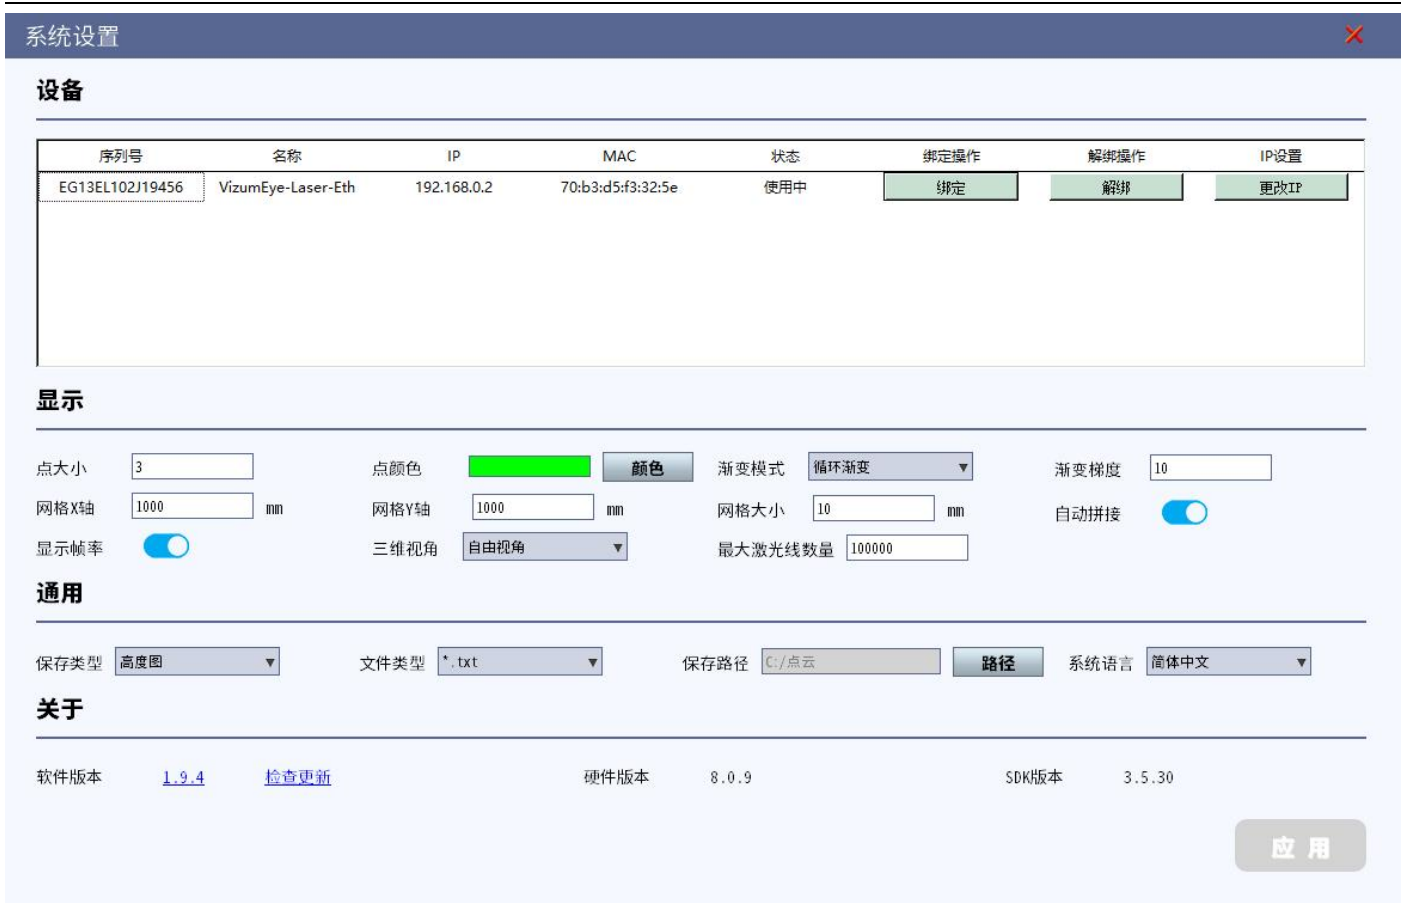 系统设置
设备
序列号 名称 IP MAC 状态 绑定操作 解绑操作 IP设置
EG13EL102J19456 VizumEye-Laser-Eth 192.168.0.2 70:b3:d5:f3:32:5e 使用中 绑定 解绑 更改IP
显示
点大小 3 点颜色 颜色 渐变模式 循环渐变 渐变梯度 10
网格X轴 1000 mm 网格Y轴 1000 mm 网格大小 10 mm 自动拼接
显示帧率 三维视角 自由视角 最大激光线数量 100000
通用
保存类型 高度图 文件类型 *.txt 保存路径 C:/点云 路径 系统语言 简体中文
关于
软件版本 1.9.4 检查更新 硬件版本 8.0.9 SDK版本 3.5.30
应用